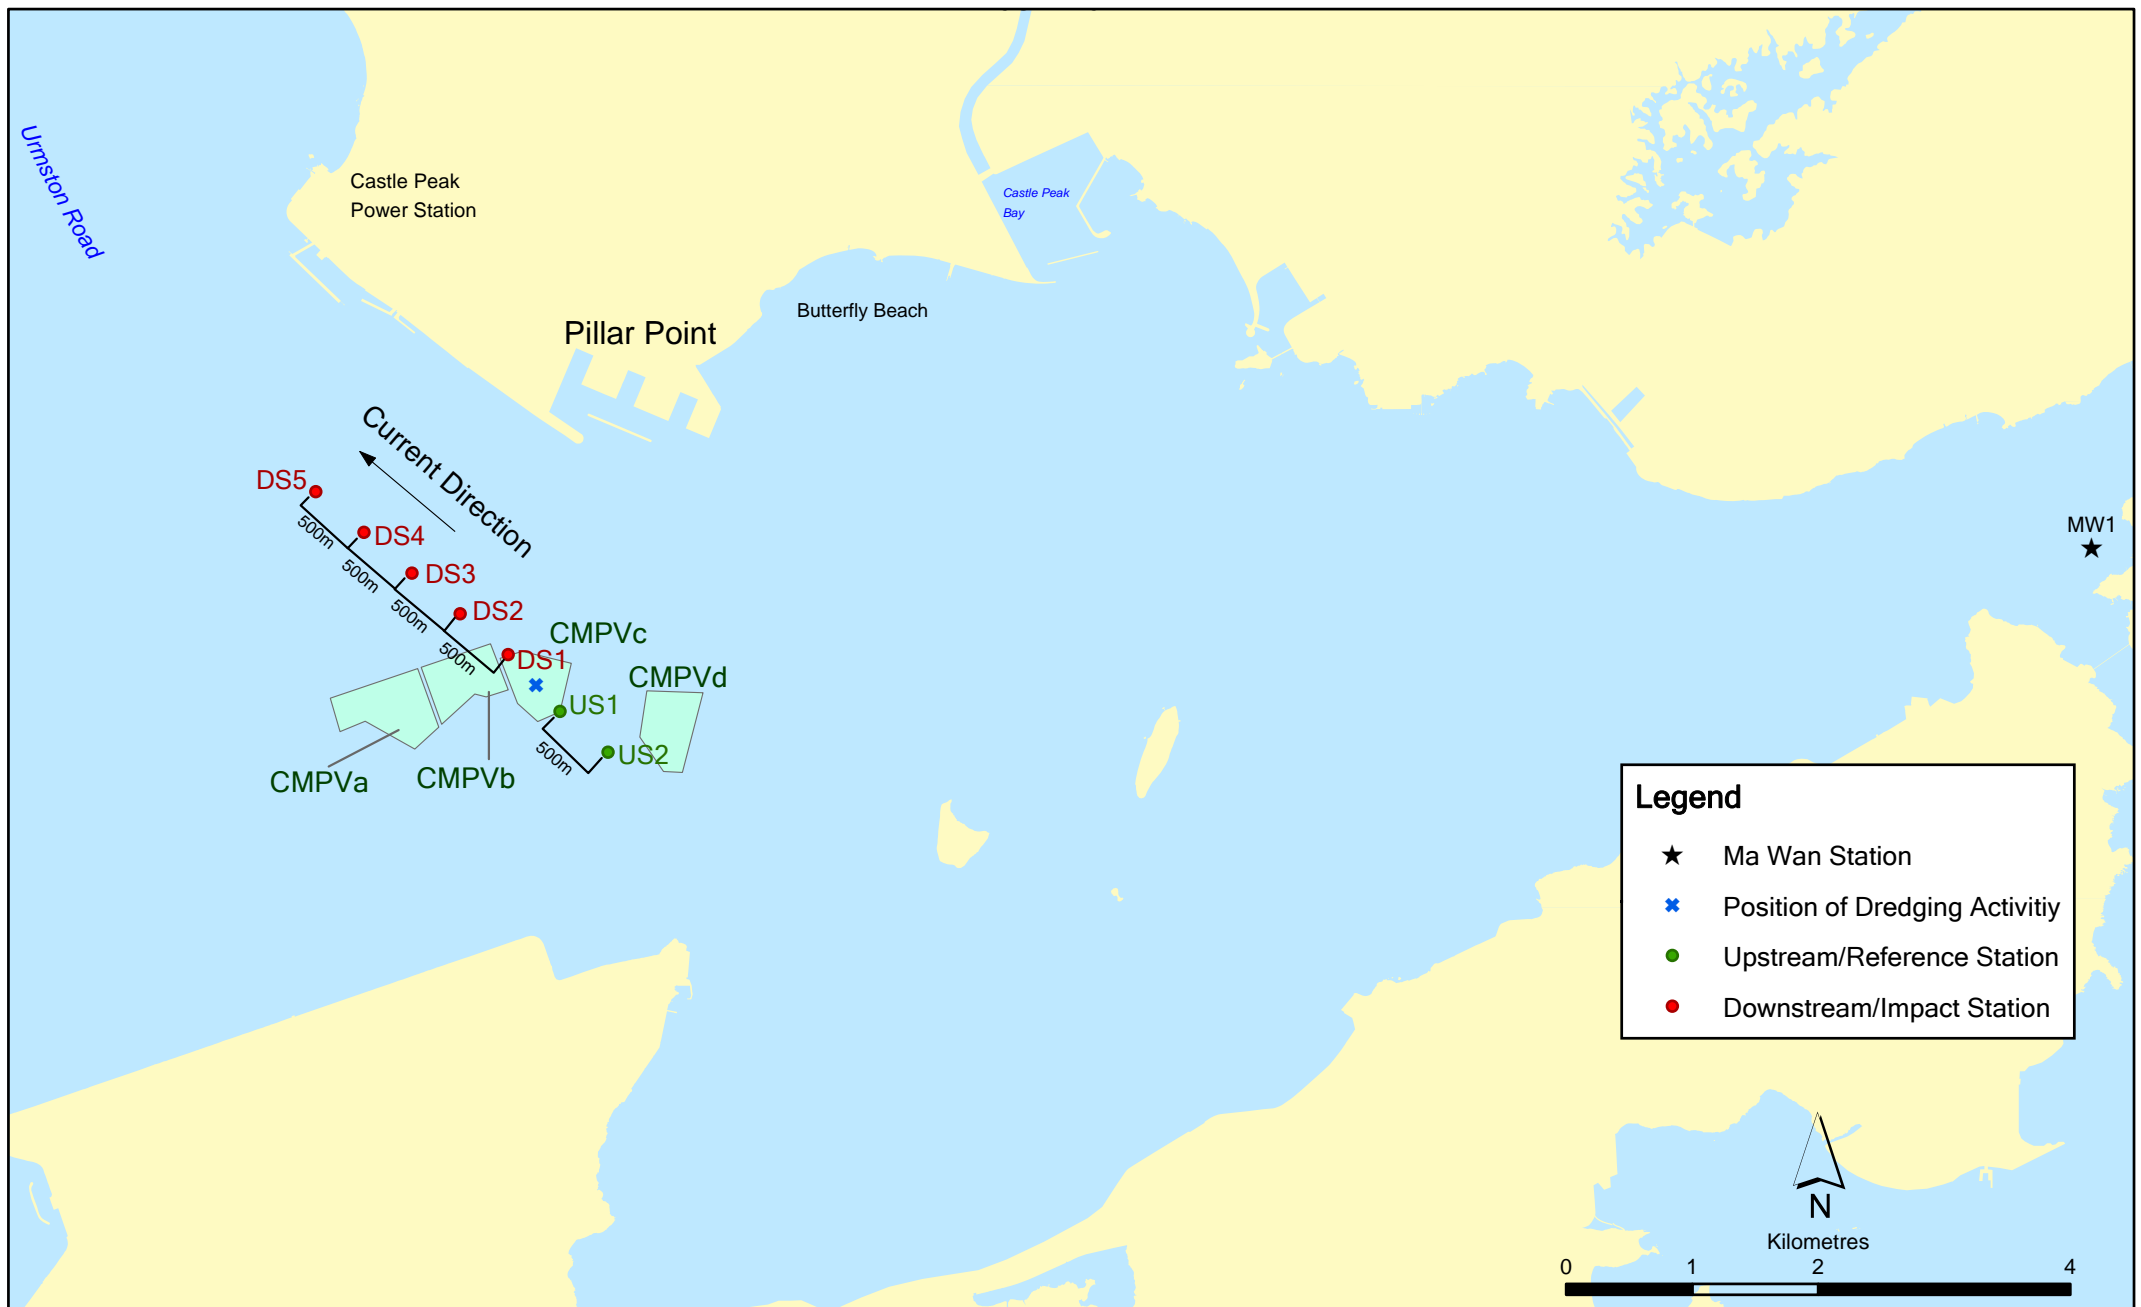 Urmston Road
Castle Peak
Power Station
Castle Peak
Bay
Butterfly Beach
Pillar Point
Current Direction
DS5
500m
DS4
500m
DS3
500m
DS2
500m
DS1
CMPVc
CMPVd
US1
500m
US2
CMPVa
CMPVb
MW1
Legend
Ma Wan Station
Position of Dredging Activitiy
Upstream/Reference Station
Downstream/Impact Station
N
Kilometres
0 1 2 4